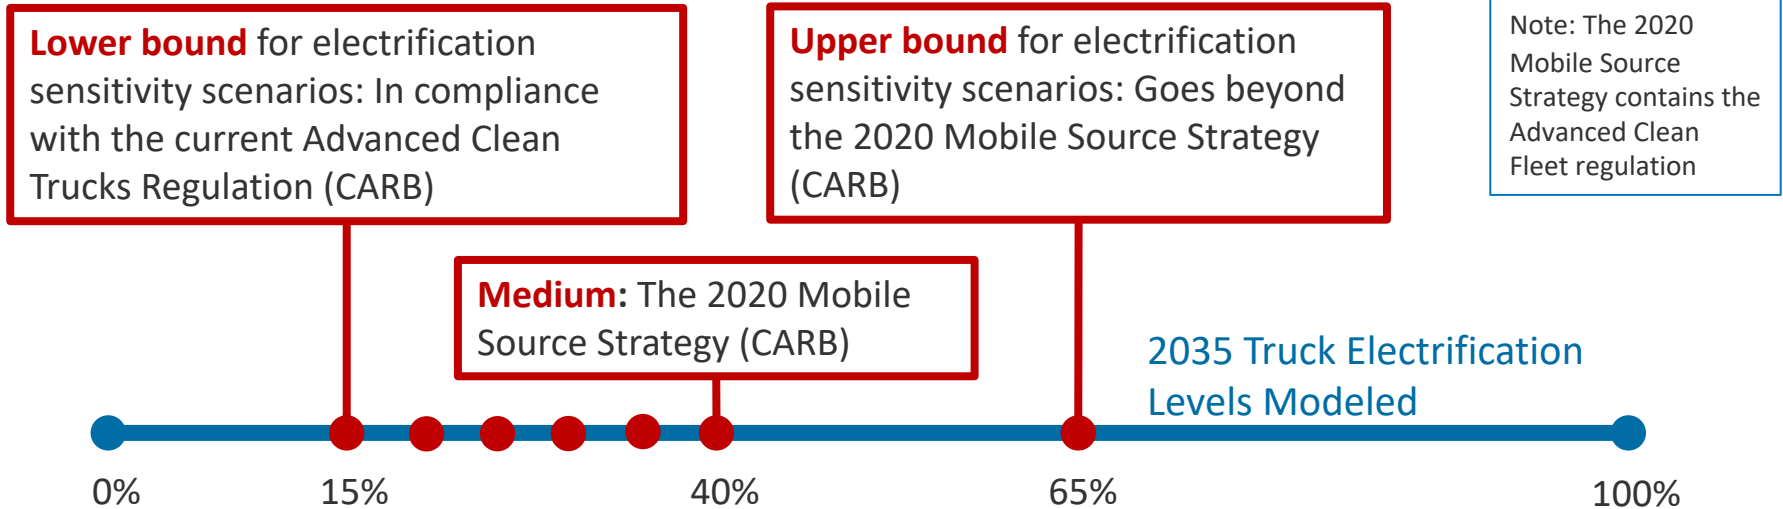 Lower bound for electrification
sensitivity scenarios: In compliance
with the current Advanced Clean
Trucks Regulation (CARB)
Upper bound for electrification
sensitivity scenarios: Goes beyond
the 2020 Mobile Source Strategy
(CARB)
Note: The 2020
Mobile Source
Strategy contains the
Advanced Clean
Fleet regulation
Medium: The 2020 Mobile
Source Strategy (CARB)
2035 Truck Electrification
Levels Modeled
0%
15%
40%
65%
100%